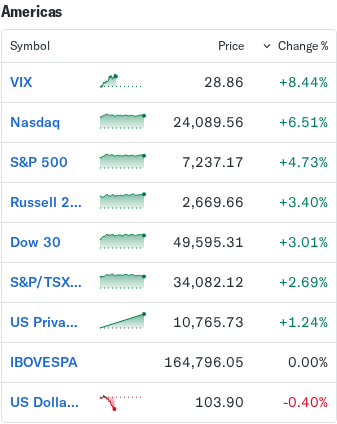 Americas
Symbol Price Change %
VIX 28.86 +8.44%
Nasdaq 24,089.56 +6.51%
S&P 500 7,237.17 +4.73%
Russell 2... 2,669.66 +3.40%
Dow 30 49,595.31 +3.01%
S&P/TSX... 34,082.12 +2.69%
US Priva... 10,765.73 +1.24%
IBOVESPA 164,796.05 0.00%
US Dolla... 103.90 -0.40%